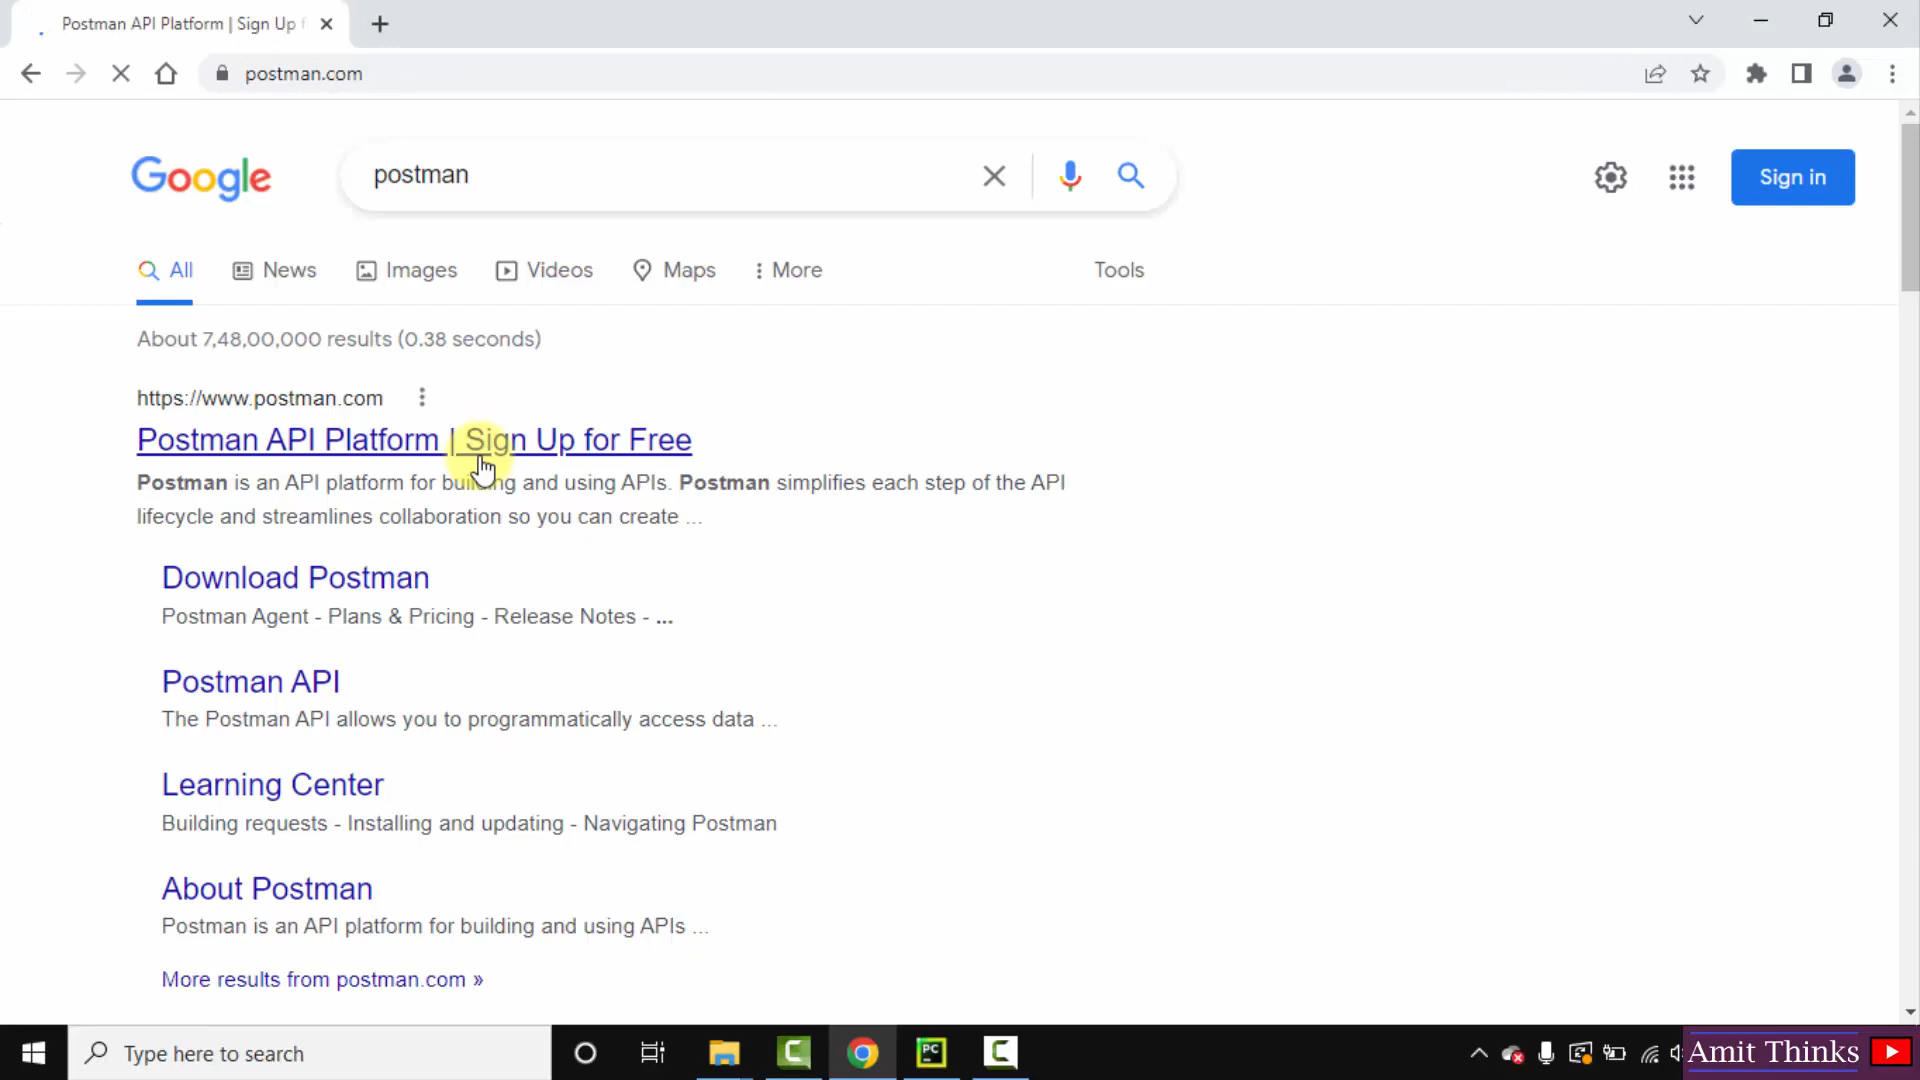 Postman API Platform | Sign Up f
postman.com
Google
postman
Sign in
All
News
Images
Videos
Maps
More
Tools
About 7,48,00,000 results (0.38 seconds)
https://www.postman.com
Postman API Platform | Sign Up for Free
Postman is an API platform for building and using APIs. Postman simplifies each step of the API
lifecycle and streamlines collaboration so you can create ...
Download Postman
Postman Agent - Plans & Pricing - Release Notes - ...
Postman API
The Postman API allows you to programmatically access data ...
Learning Center
Building requests - Installing and updating - Navigating Postman
About Postman
Postman is an API platform for building and using APIs ...
More results from postman.com »
Type here to search
PC
Amit Thinks